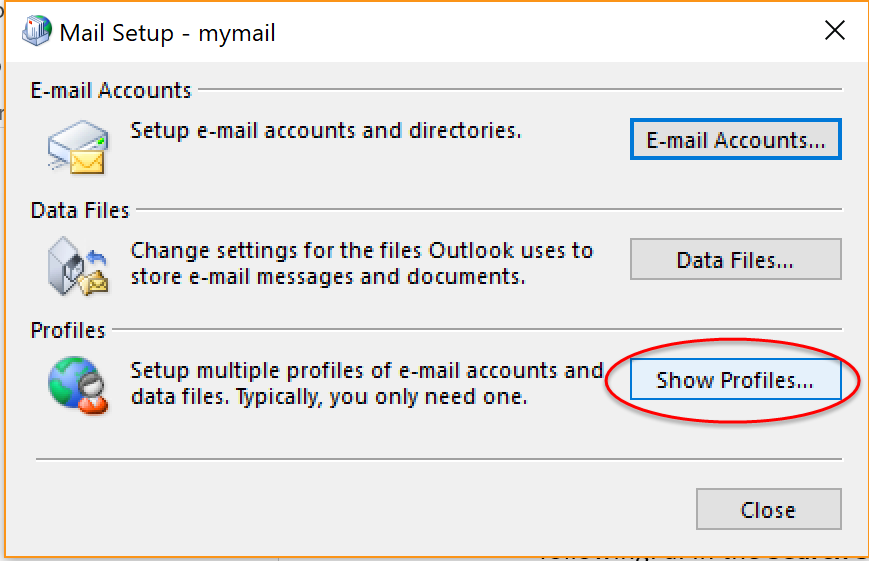 Mail Setup - mymail
E-mail Accounts
Setup e-mail accounts and directories.
E-mail Accounts...
Data Files
Change settings for the files Outlook uses to
store e-mail messages and documents.
Data Files...
Profiles
Setup multiple profiles of e-mail accounts and
data files. Typically, you only need one.
Show Profiles...
Close